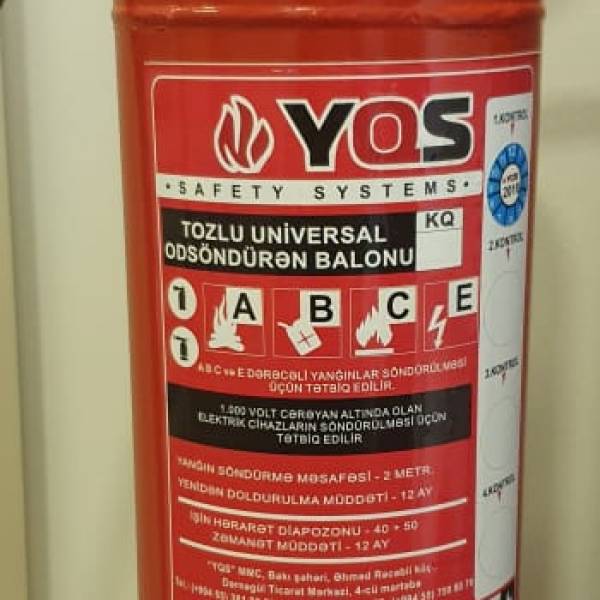 YQS
SAFETY SYSTEMS
TOZLU UNİVERSAL
ODSÖNDÜRƏN BALONU
KQ
A B C E
A B C və E DƏRƏCƏLİ YANĞINLAR SÖNDÜRÜLMƏSİ
ÜÇÜN TƏTBİQ EDİLİR.
1.000 VOLT CƏRƏYAN ALTINDA OLAN
ELEKTRİK CİHAZLARIN SÖNDÜRÜLMƏSİ ÜÇÜN
TƏTBİQ EDİLİR
YANĞIN SÖNDÜRMƏ MƏSAFƏSİ - 2 METR.
YENİDƏN DOLDURULMA MÜDDƏTİ - 12 AY
İŞİN HƏRARƏT DİAPOZONU - 40 + 50
ZƏMANƏT MÜDDƏTİ - 12 AY
"YQS" MMC, Bakı şəhəri, Əhməd Rəcəbli küç.,
Dərnəgül Ticarət Mərkəzi, 4-cü mərtəbə
1.KONTROL
2.KONTROL
3.KONTROL
4.KONTROL